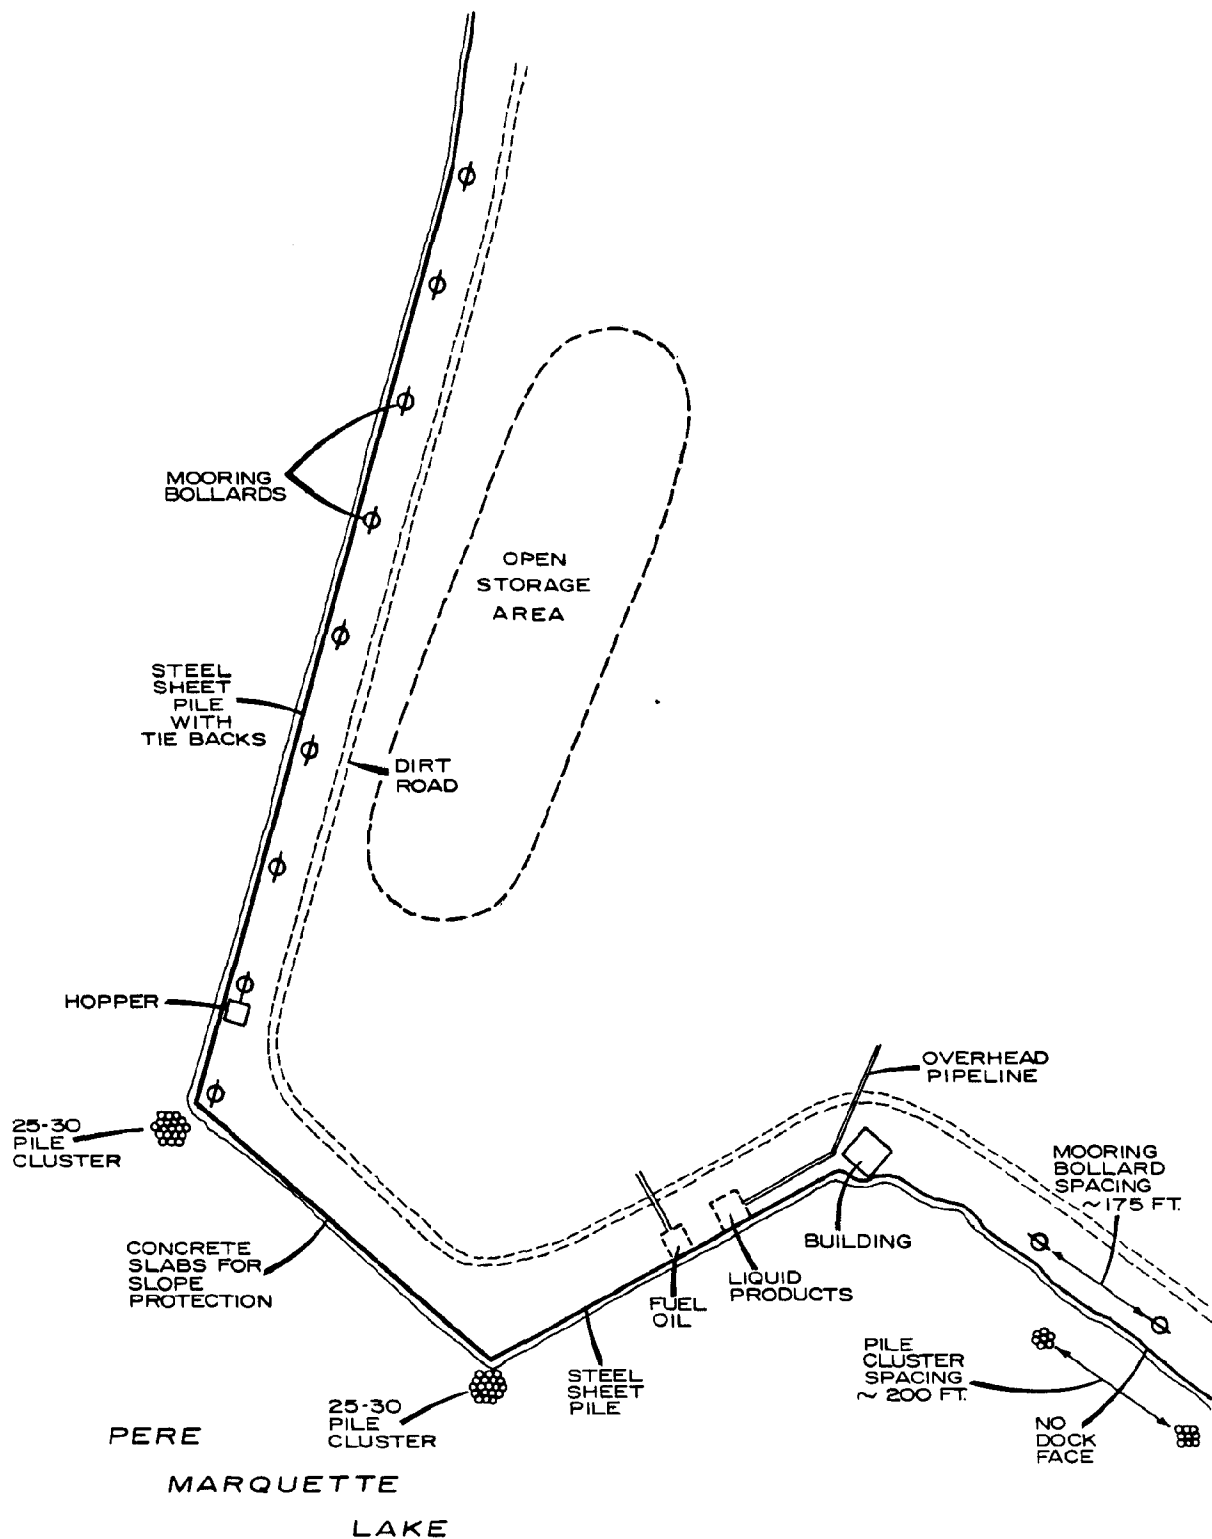 MOORING
BOLLARDS
OPEN
STORAGE
AREA
STEEL
SHEET
PILE
WITH
TIE BACKS
DIRT
ROAD
HOPPER
25-30
PILE
CLUSTER
OVERHEAD
PIPELINE
MOORING
BOLLARD
SPACING
~175 FT.
CONCRETE
SLABS FOR
SLOPE
PROTECTION
BUILDING
LIQUID
PRODUCTS
FUEL
OIL
STEEL
SHEET
PILE
PILE
CLUSTER
SPACING
~ 200 FT.
25-30
PILE
CLUSTER
NO
DOCK
FACE
PERE
MARQUETTE
LAKE